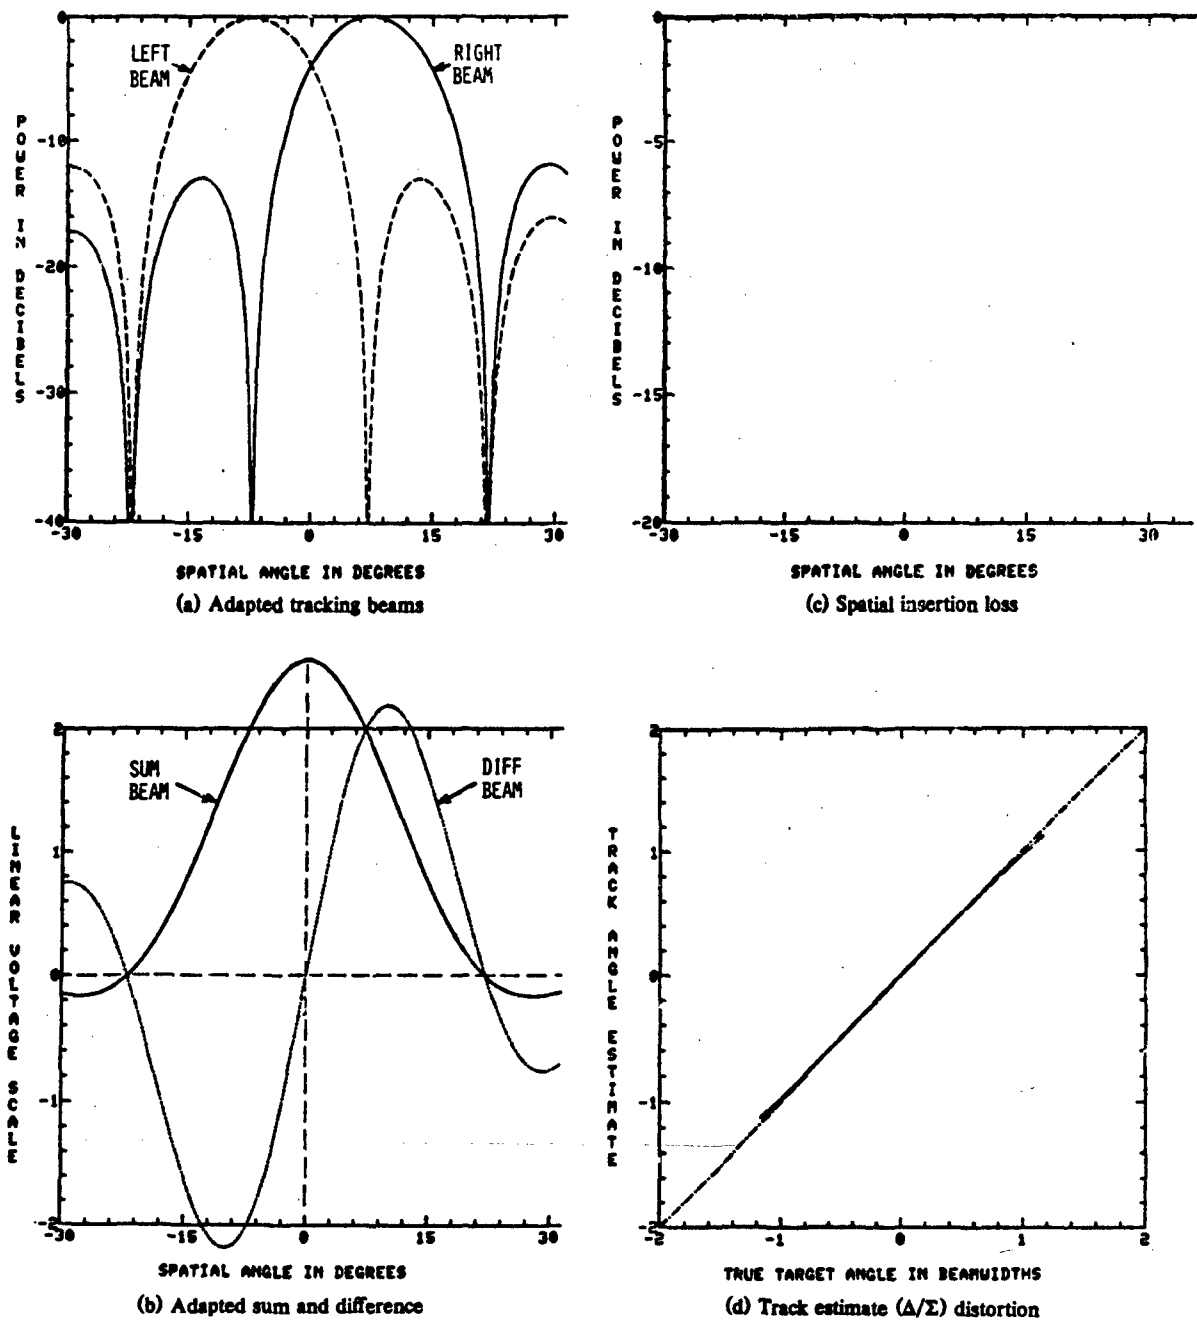 0
-10
-20
-30
-40
POWER IN DECIBELS
LEFT
BEAM
RIGHT
BEAM
-30
-15
0
15
30
SPATIAL ANGLE IN DEGREES
(a) Adapted tracking beams
0
-5
-10
-15
-20
POWER IN DECIBELS
-30
-15
0
15
30
SPATIAL ANGLE IN DEGREES
(c) Spatial insertion loss
2
1
0
-1
-2
LINEAR VOLTAGE SCALE
SUM
BEAM
DIFF
BEAM
-30
-15
0
15
30
SPATIAL ANGLE IN DEGREES
(b) Adapted sum and difference
2
1
0
-1
-2
TRACK ANGLE ESTIMATE
-2
-1
0
1
2
TRUE TARGET ANGLE IN BEAMWIDTHS
(d) Track estimate (Δ/Σ) distortion